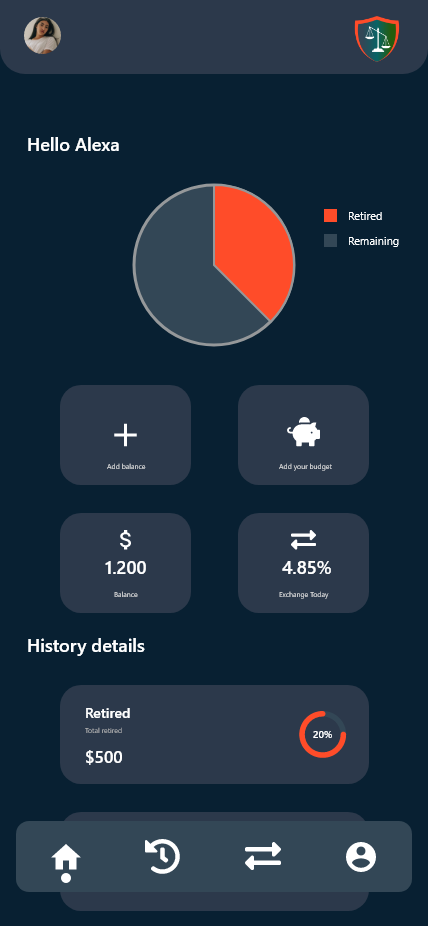 Hello Alexa
Retired
Remaining
Add balance
Add your budget
$
1.200
4.85%
Balance
Exchange Today
History details
Retired
Total retired
20%
$500